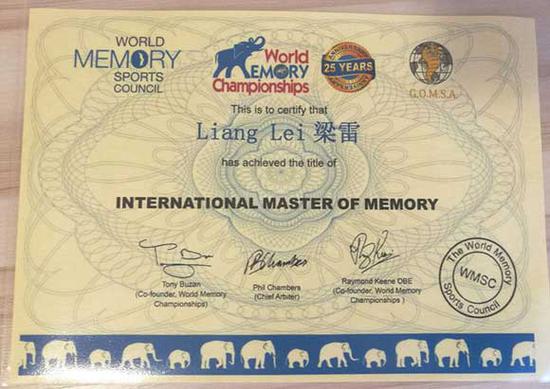 WORLD
MEMORY
SPORTS
COUNCIL
World
MEMORY
Championships
ANNIVERSARY
25 YEARS
ANNIVERSARY
G.O.M.S.A
This is to certify that
Liang Lei 梁雷
has achieved the title of
INTERNATIONAL MASTER OF MEMORY
Tony Buzan
(Co-founder, World Memory
Championships)
Phil Chambers
(Chief Arbiter)
Raymond Keene OBE
(Co-founder, World Memory
Championships )
The World Memory
WMSC
Sports Council